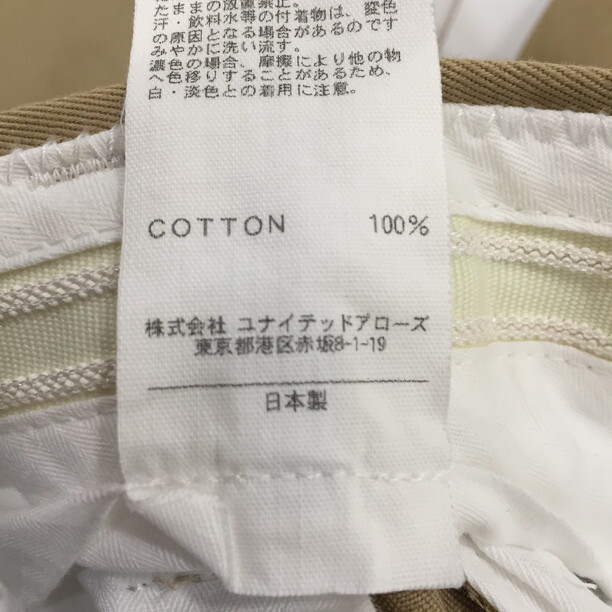 たままの放置禁止。
汗・飲料水等の付着物は、変色
の原因となる場合があるのです
みやかに洗い流す。
濃色の場合、摩擦により他の物
へ色移りすることがあるため、
白・淡色との着用に注意。
COTTON 100%
株式会社 ユナイテッドアローズ
東京都港区赤坂8-1-19
日本製